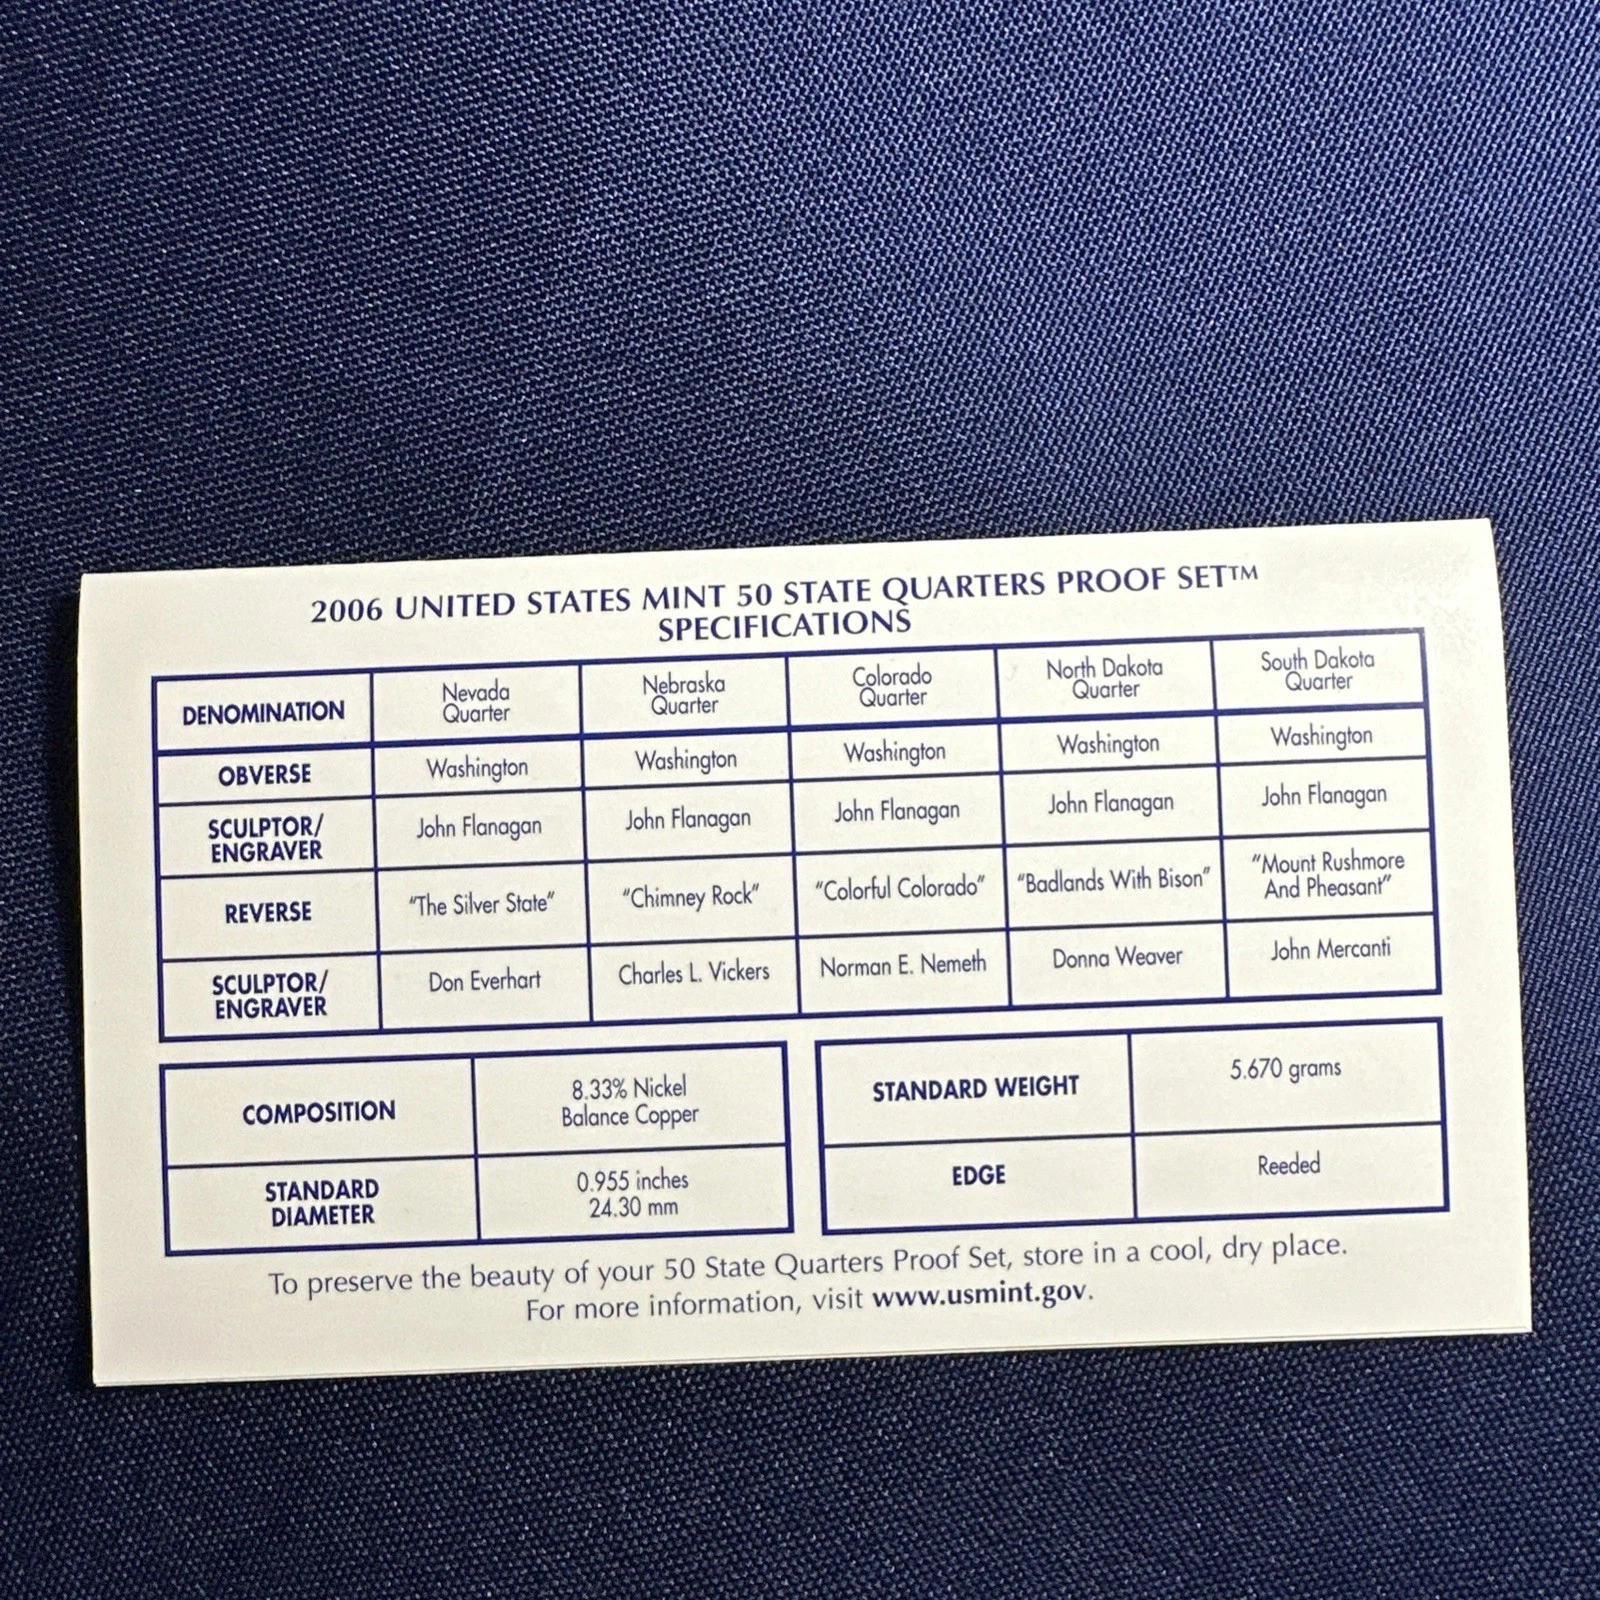 2006 UNITED STATES MINT 50 STATE QUARTERS PROOF SET™
SPECIFICATIONS
DENOMINATION
Nevada
Quarter
Nebraska
Quarter
Colorado
Quarter
North Dakota
Quarter
South Dakota
Quarter
OBVERSE
Washington
Washington
Washington
Washington
Washington
SCULPTOR/
ENGRAVER
John Flanagan
John Flanagan
John Flanagan
John Flanagan
John Flanagan
REVERSE
"The Silver State"
"Chimney Rock"
"Colorful Colorado"
"Badlands With Bison"
"Mount Rushmore
And Pheasant"
SCULPTOR/
ENGRAVER
Don Everhart
Charles L. Vickers
Norman E. Nemeth
Donna Weaver
John Mercanti
COMPOSITION
8.33% Nickel
Balance Copper
STANDARD
DIAMETER
0.955 inches
24.30 mm
STANDARD WEIGHT
5.670 grams
EDGE
Reeded
To preserve the beauty of your 50 State Quarters Proof Set, store in a cool, dry place.
For more information, visit www.usmint.gov.